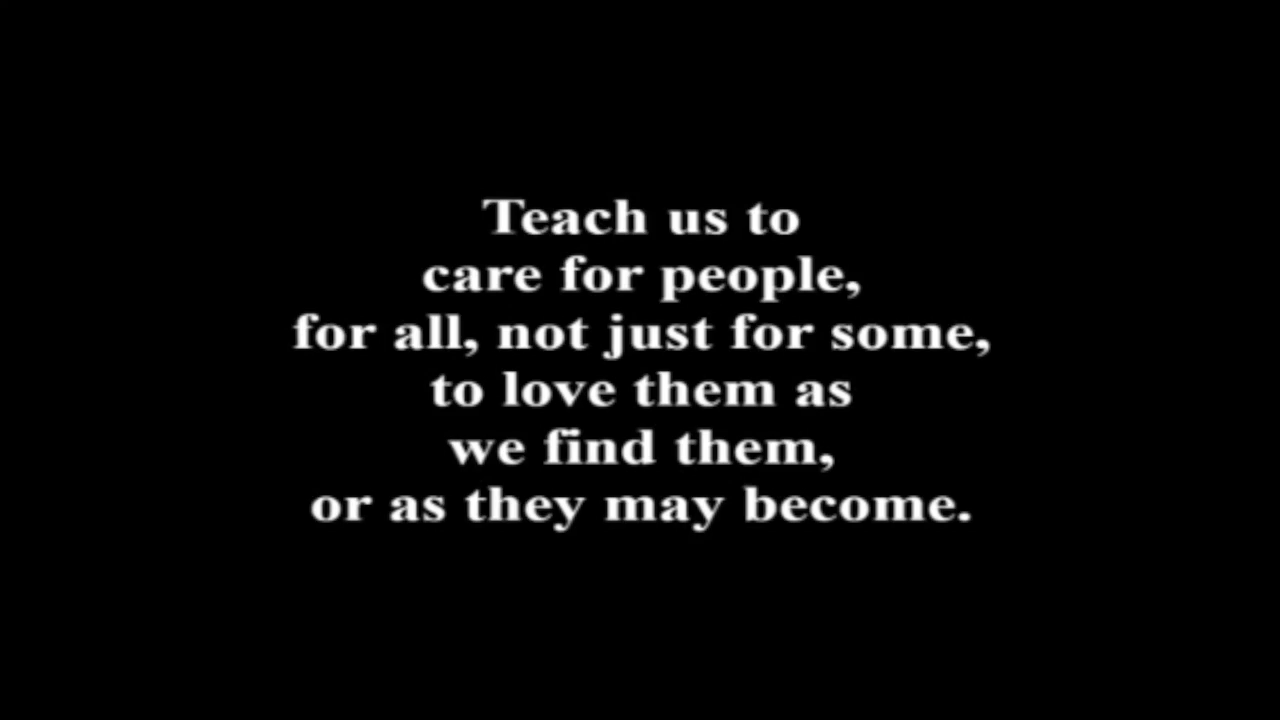 Teach us to
care for people,
for all, not just for some,
to love them as
we find them,
or as they may become.